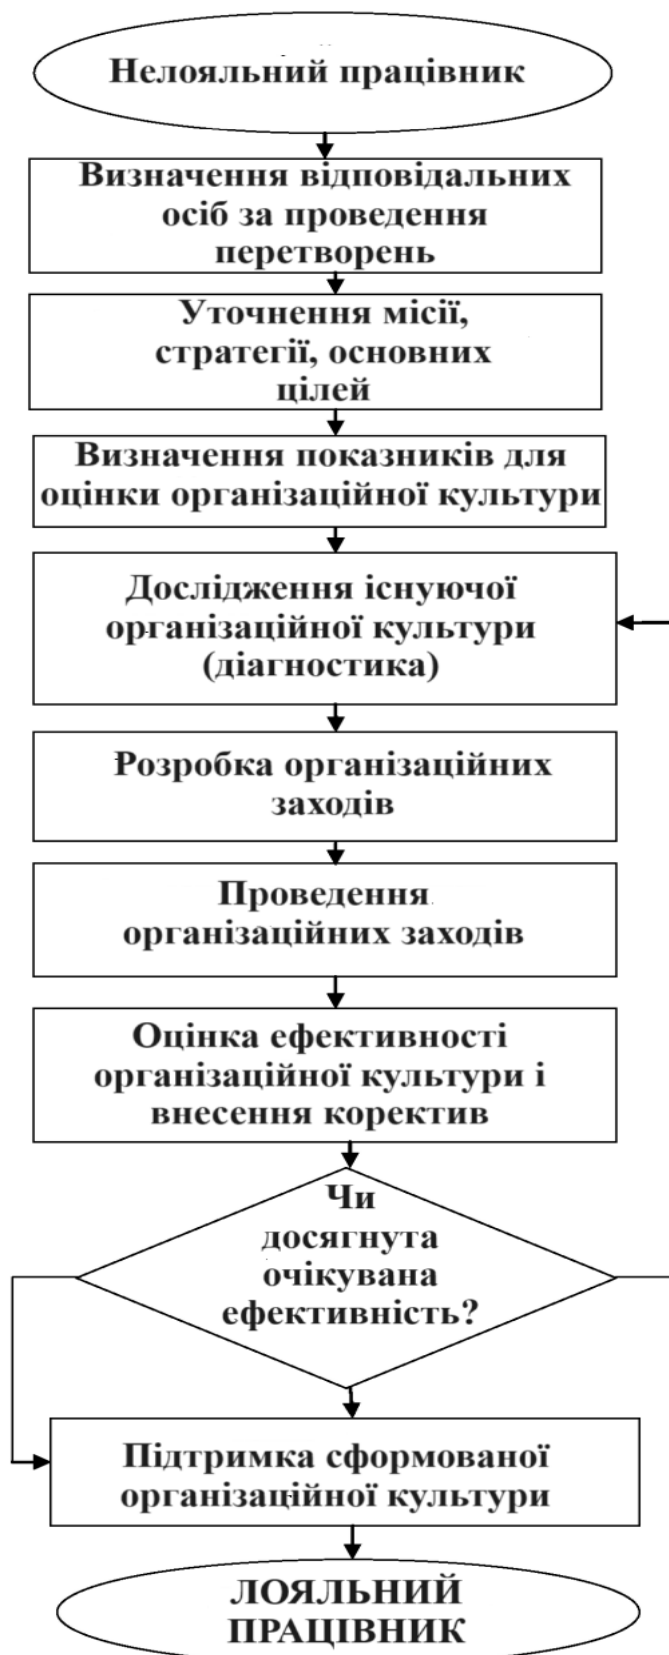 Нелояльний працівник
Визначення відповідальних
осіб за проведення
перетворень
Уточнення місії,
стратегії, основних
цілей
Визначення показників для
оцінки організаційної культури
Дослідження існуючої
організаційної культури
(діагностика)
Розробка організаційних
заходів
Проведення
організаційних заходів
Оцінка ефективності
організаційної культури і
внесення коректив
Чи
досягнута
очікувана
ефективність?
Підтримка сформованої
організаційної культури
ЛОЯЛЬНИЙ
ПРАЦІВНИК